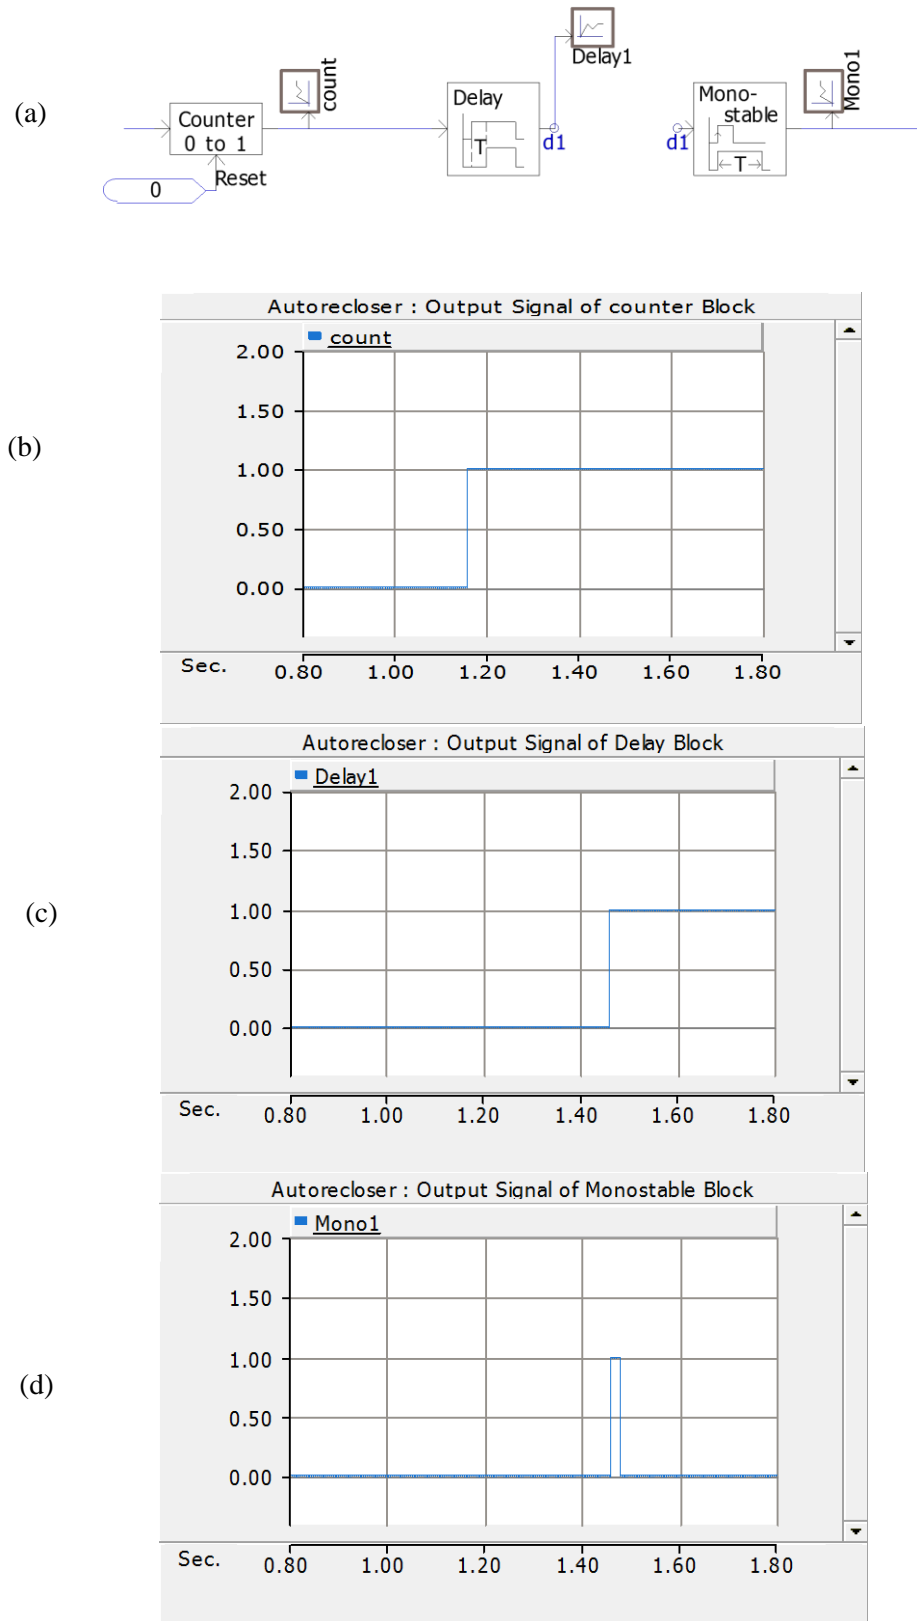 (a)
Counter
0 to 1
0
Reset
count
Delay
T
d1
Delay1
d1
Mono-
stable
T
Mono1
(b)
Autorecloser : Output Signal of counter Block
count
2.00
1.50
1.00
0.50
0.00
Sec. 0.80 1.00 1.20 1.40 1.60 1.80
(c)
Autorecloser : Output Signal of Delay Block
Delay1
2.00
1.50
1.00
0.50
0.00
Sec. 0.80 1.00 1.20 1.40 1.60 1.80
(d)
Autorecloser : Output Signal of Monostable Block
Mono1
2.00
1.50
1.00
0.50
0.00
Sec. 0.80 1.00 1.20 1.40 1.60 1.80